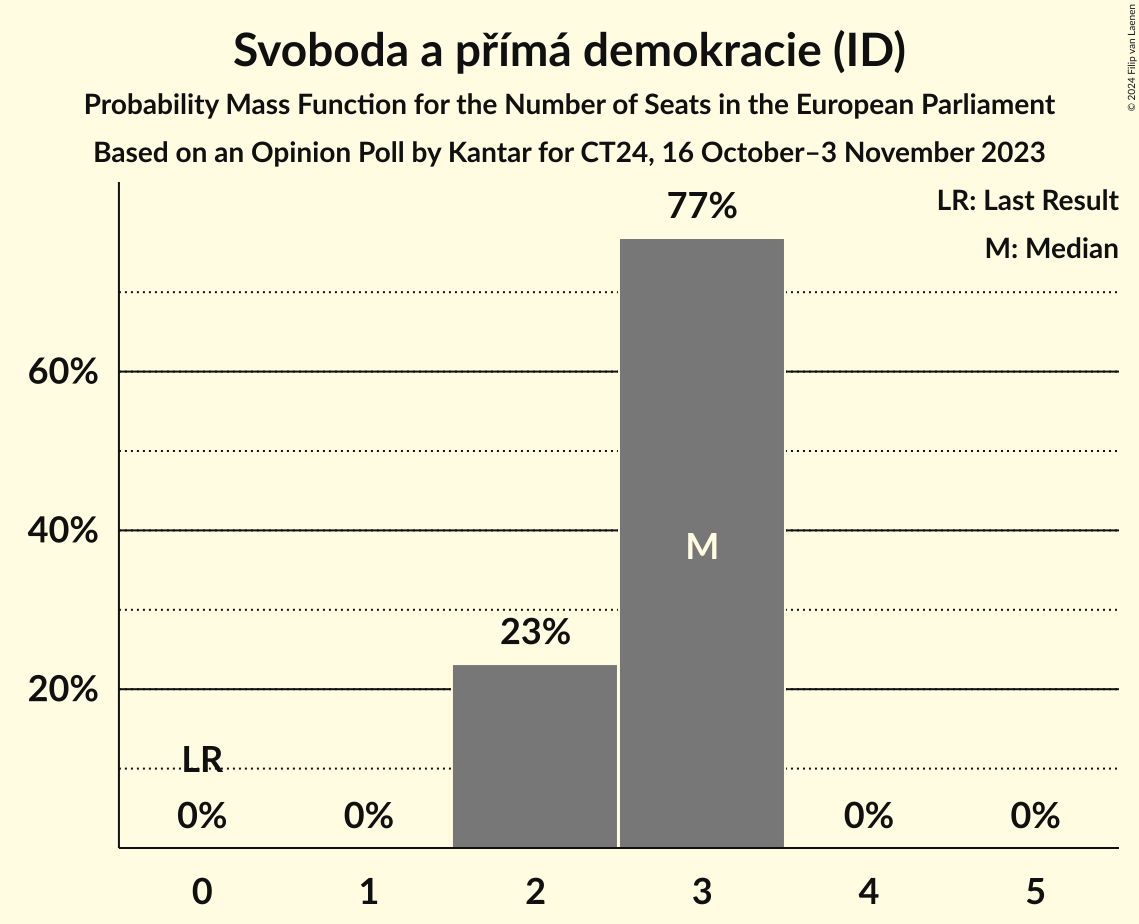 Svoboda a přímá demokracie (ID)
Probability Mass Function for the Number of Seats in the European Parliament
Based on an Opinion Poll by Kantar for CT24, 16 October–3 November 2023
© 2024 Filip van Laenen
LR: Last Result
M: Median
77%
60%
40%
M
23%
20%
LR
0%
0%
0%
0%
0
1
2
3
4
5